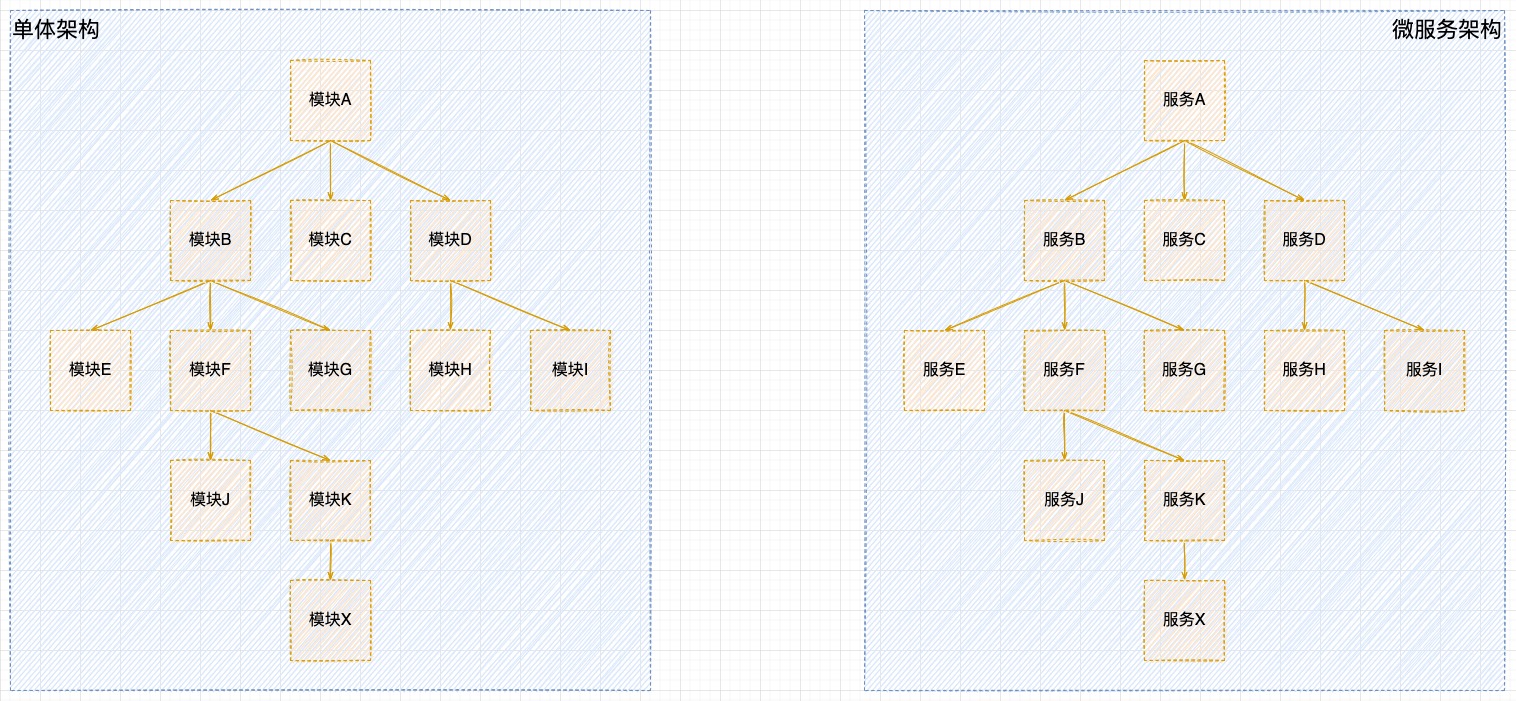 单体架构
模块A
模块B
模块C
模块D
模块E
模块F
模块G
模块H
模块I
模块J
模块K
模块X
微服务架构
服务A
服务B
服务C
服务D
服务E
服务F
服务G
服务H
服务I
服务J
服务K
服务X